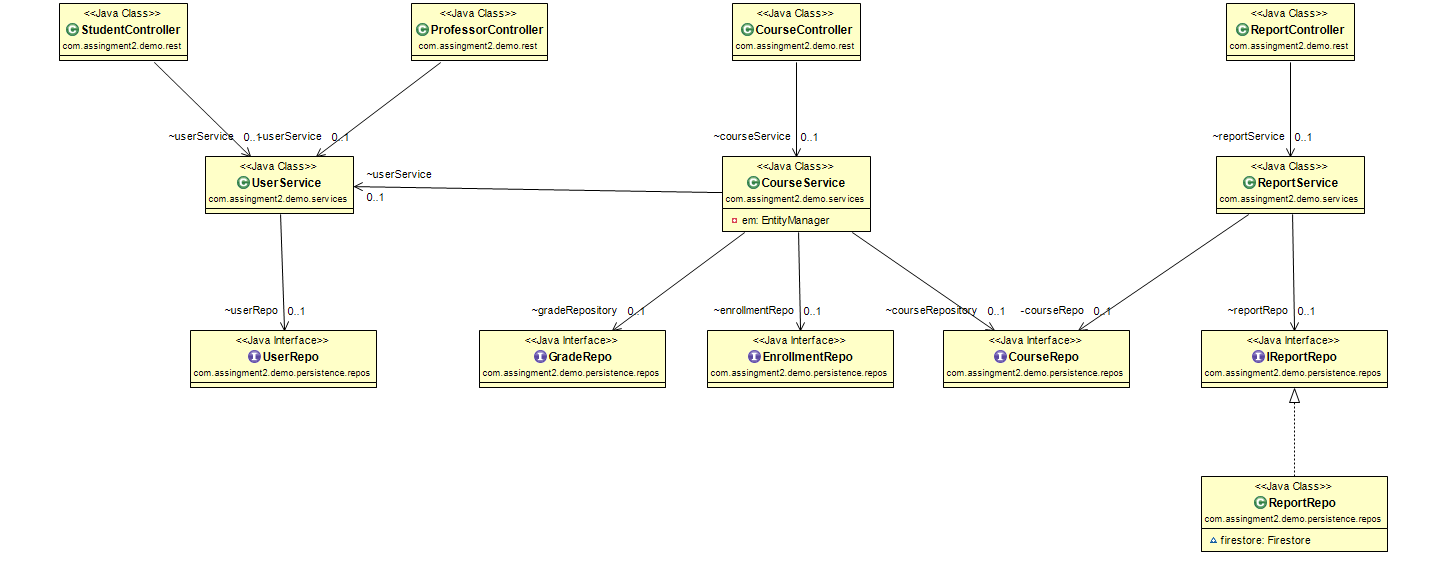 <<Java Class>>
StudentController
com.assingment2.demo.rest
<<Java Class>>
ProfessorController
com.assingment2.demo.rest
<<Java Class>>
CourseController
com.assingment2.demo.rest
<<Java Class>>
ReportController
com.assingment2.demo.rest
~userService
0..1
~userService
0..1
~courseService
0..1
~reportService
0..1
<<Java Class>>
UserService
com.assingment2.demo.services
~userService
0..1
<<Java Class>>
CourseService
com.assingment2.demo.services
em: EntityManager
<<Java Class>>
ReportService
com.assingment2.demo.services
~userRepo
0..1
~gradeRepository
0..1
~enrollmentRepo
0..1
~courseRepository
0..1
-courseRepo
0..1
~reportRepo
0..1
<<Java Interface>>
UserRepo
com.assingment2.demo.persistence.repos
<<Java Interface>>
GradeRepo
com.assingment2.demo.persistence.repos
<<Java Interface>>
EnrollmentRepo
com.assingment2.demo.persistence.repos
<<Java Interface>>
CourseRepo
com.assingment2.demo.persistence.repos
<<Java Interface>>
IReportRepo
com.assingment2.demo.persistence.repos
<<Java Class>>
ReportRepo
com.assingment2.demo.persistence.repos
firestore: Firestore